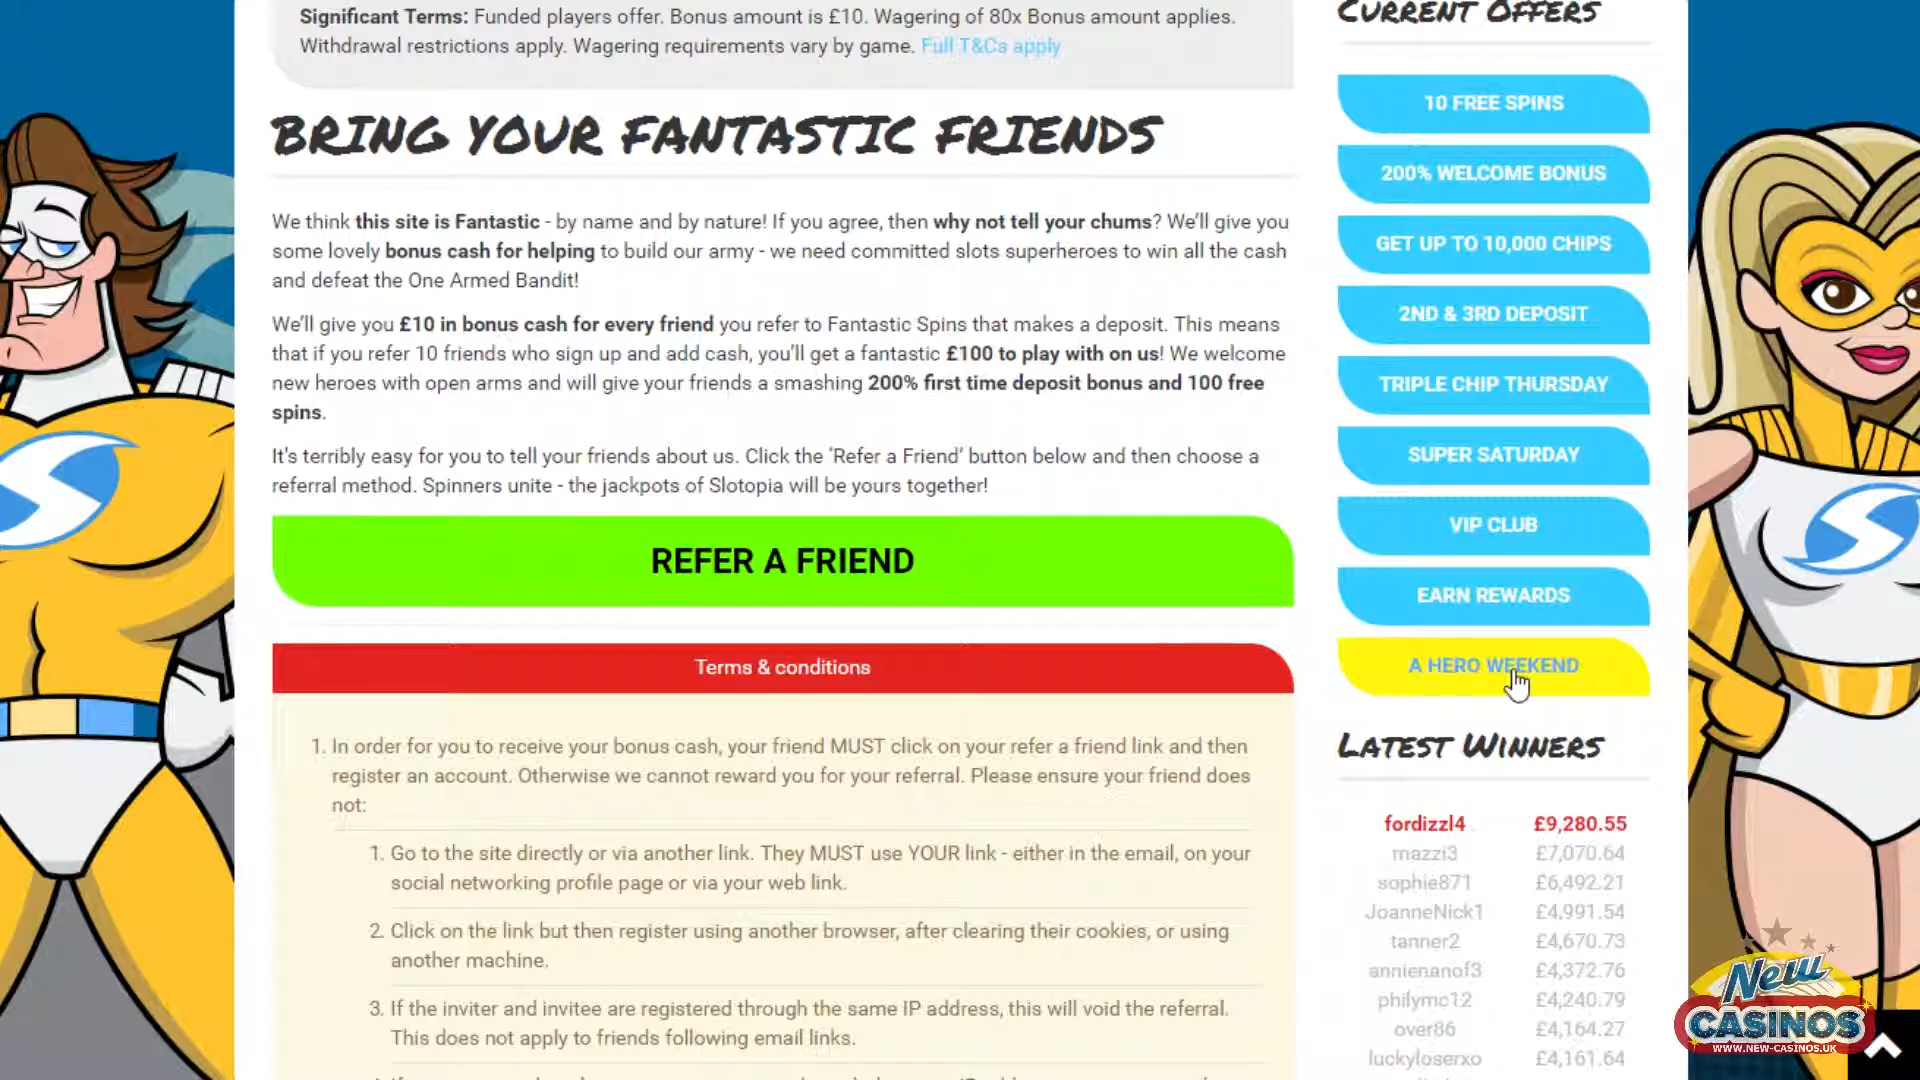 Significant Terms: Funded players offer. Bonus amount is £10. Wagering of 80x Bonus amount applies.
Withdrawal restrictions apply. Wagering requirements vary by game. Full T&Cs apply
BRING YOUR FANTASTIC FRIENDS
We think this site is Fantastic - by name and by nature! If you agree, then why not tell your chums? We'll give you
some lovely bonus cash for helping to build our army - we need committed slots superheroes to win all the cash
and defeat the One Armed Bandit!
We'll give you £10 in bonus cash for every friend you refer to Fantastic Spins that makes a deposit. This means
that if you refer 10 friends who sign up and add cash, you'll get a fantastic £100 to play with on us! We welcome
new heroes with open arms and will give your friends a smashing 200% first time deposit bonus and 100 free
spins.
It's terribly easy for you to tell your friends about us. Click the 'Refer a Friend' button below and then choose a
referral method. Spinners unite - the jackpots of Slotopia will be yours together!
REFER A FRIEND
Terms & conditions
1. In order for you to receive your bonus cash, your friend MUST click on your refer a friend link and then
register an account. Otherwise we cannot reward you for your referral. Please ensure your friend does
not:
1. Go to the site directly or via another link. They MUST use YOUR link - either in the email, on your
social networking profile page or via your web link.
2. Click on the link but then register using another browser, after clearing their cookies, or using
another machine.
3. If the inviter and invitee are registered through the same IP address, this will void the referral.
This does not apply to friends following email links.
CURRENT OFFERS
10 FREE SPINS
200% WELCOME BONUS
GET UP TO 10,000 CHIPS
2ND & 3RD DEPOSIT
TRIPLE CHIP THURSDAY
SUPER SATURDAY
VIP CLUB
EARN REWARDS
A HERO WEEKEND
LATEST WINNERS
fordizzl4 £9,280.55
mazzi3 £7,070.64
sophie871 £6,492.21
JoanneNick1 £4,991.54
tanner2 £4,670.73
annienanof3 £4,372.76
philymc12 £4,240.79
over86 £4,164.27
luckyloserxo £4,161.64
New
CASINOS
WWW.NEW-CASINOS.UK